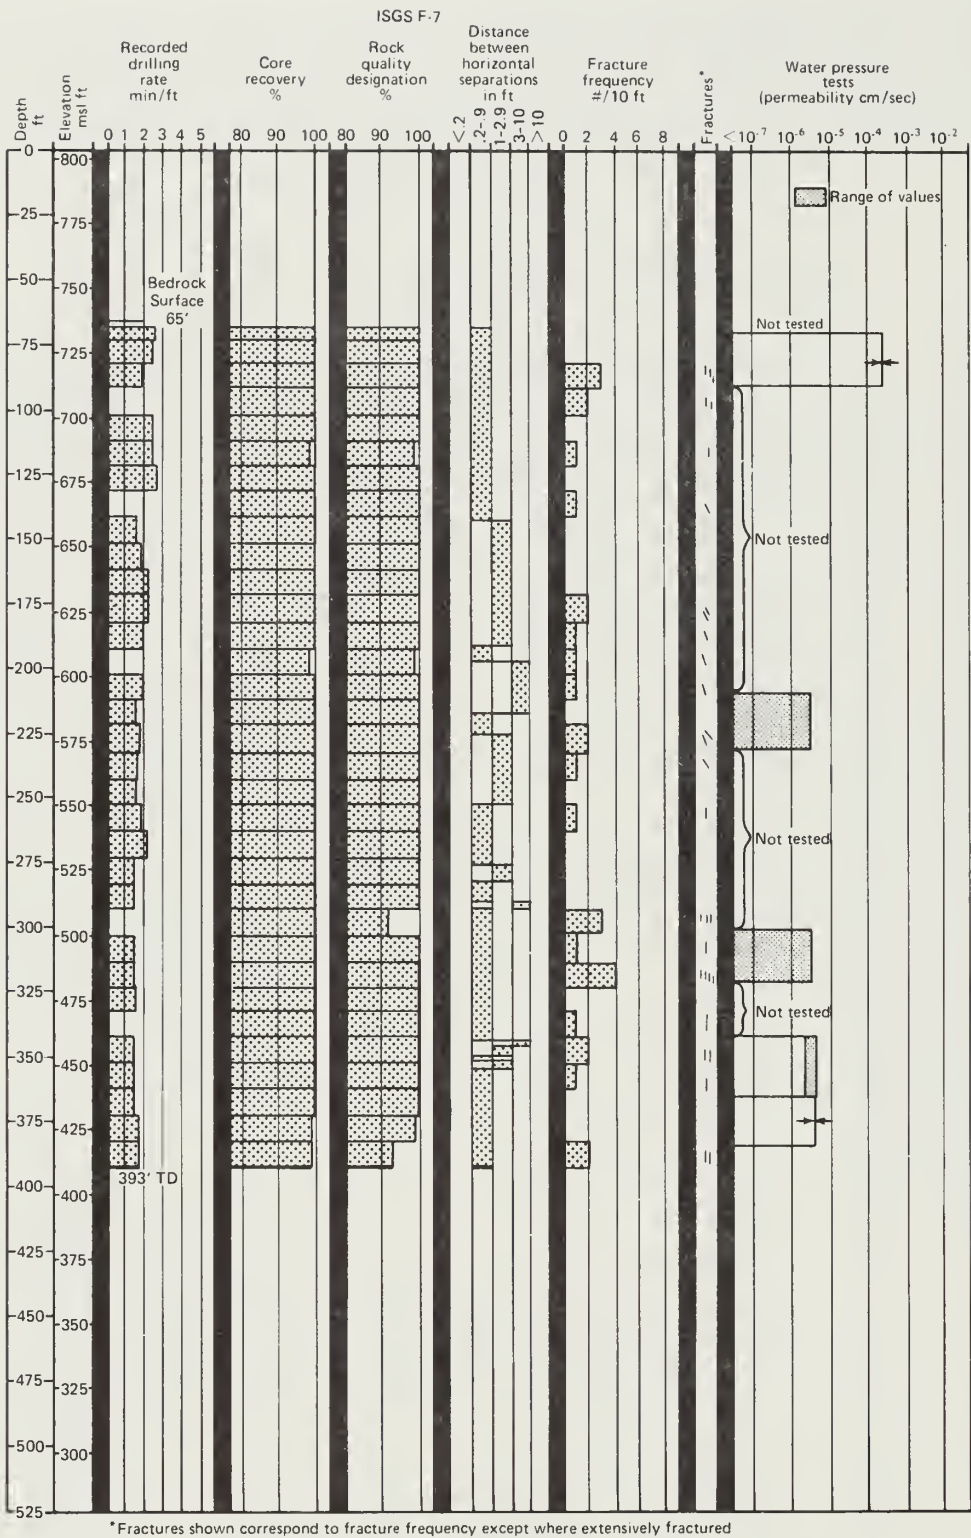 ISGS F-7
Depth
ft
Elevation
msl ft
Recorded
drilling
rate
min/ft
0 1 2 3 4 5
Core
recovery
%
80 90 100
Rock
quality
designation
%
80 90 100
Distance
between
horizontal
separations
in ft
<.2
.2-.9
1-2.9
3-10
>10
Fracture
frequency
#/10 ft
0 2 4 6 8
Fractures*
Water pressure
tests
(permeability cm/sec)
<10-7 10-6 10-5 10-4 10-3 10-2
0
25
50
75
100
125
150
175
200
225
250
275
300
325
350
375
400
425
450
475
500
525
800
775
750
725
700
675
650
625
600
575
550
525
500
475
450
425
400
375
350
325
300
Bedrock
Surface
65'
393' TD
Range of values
Not tested
Not tested
Not tested
Not tested
*Fractures shown correspond to fracture frequency except where extensively fractured